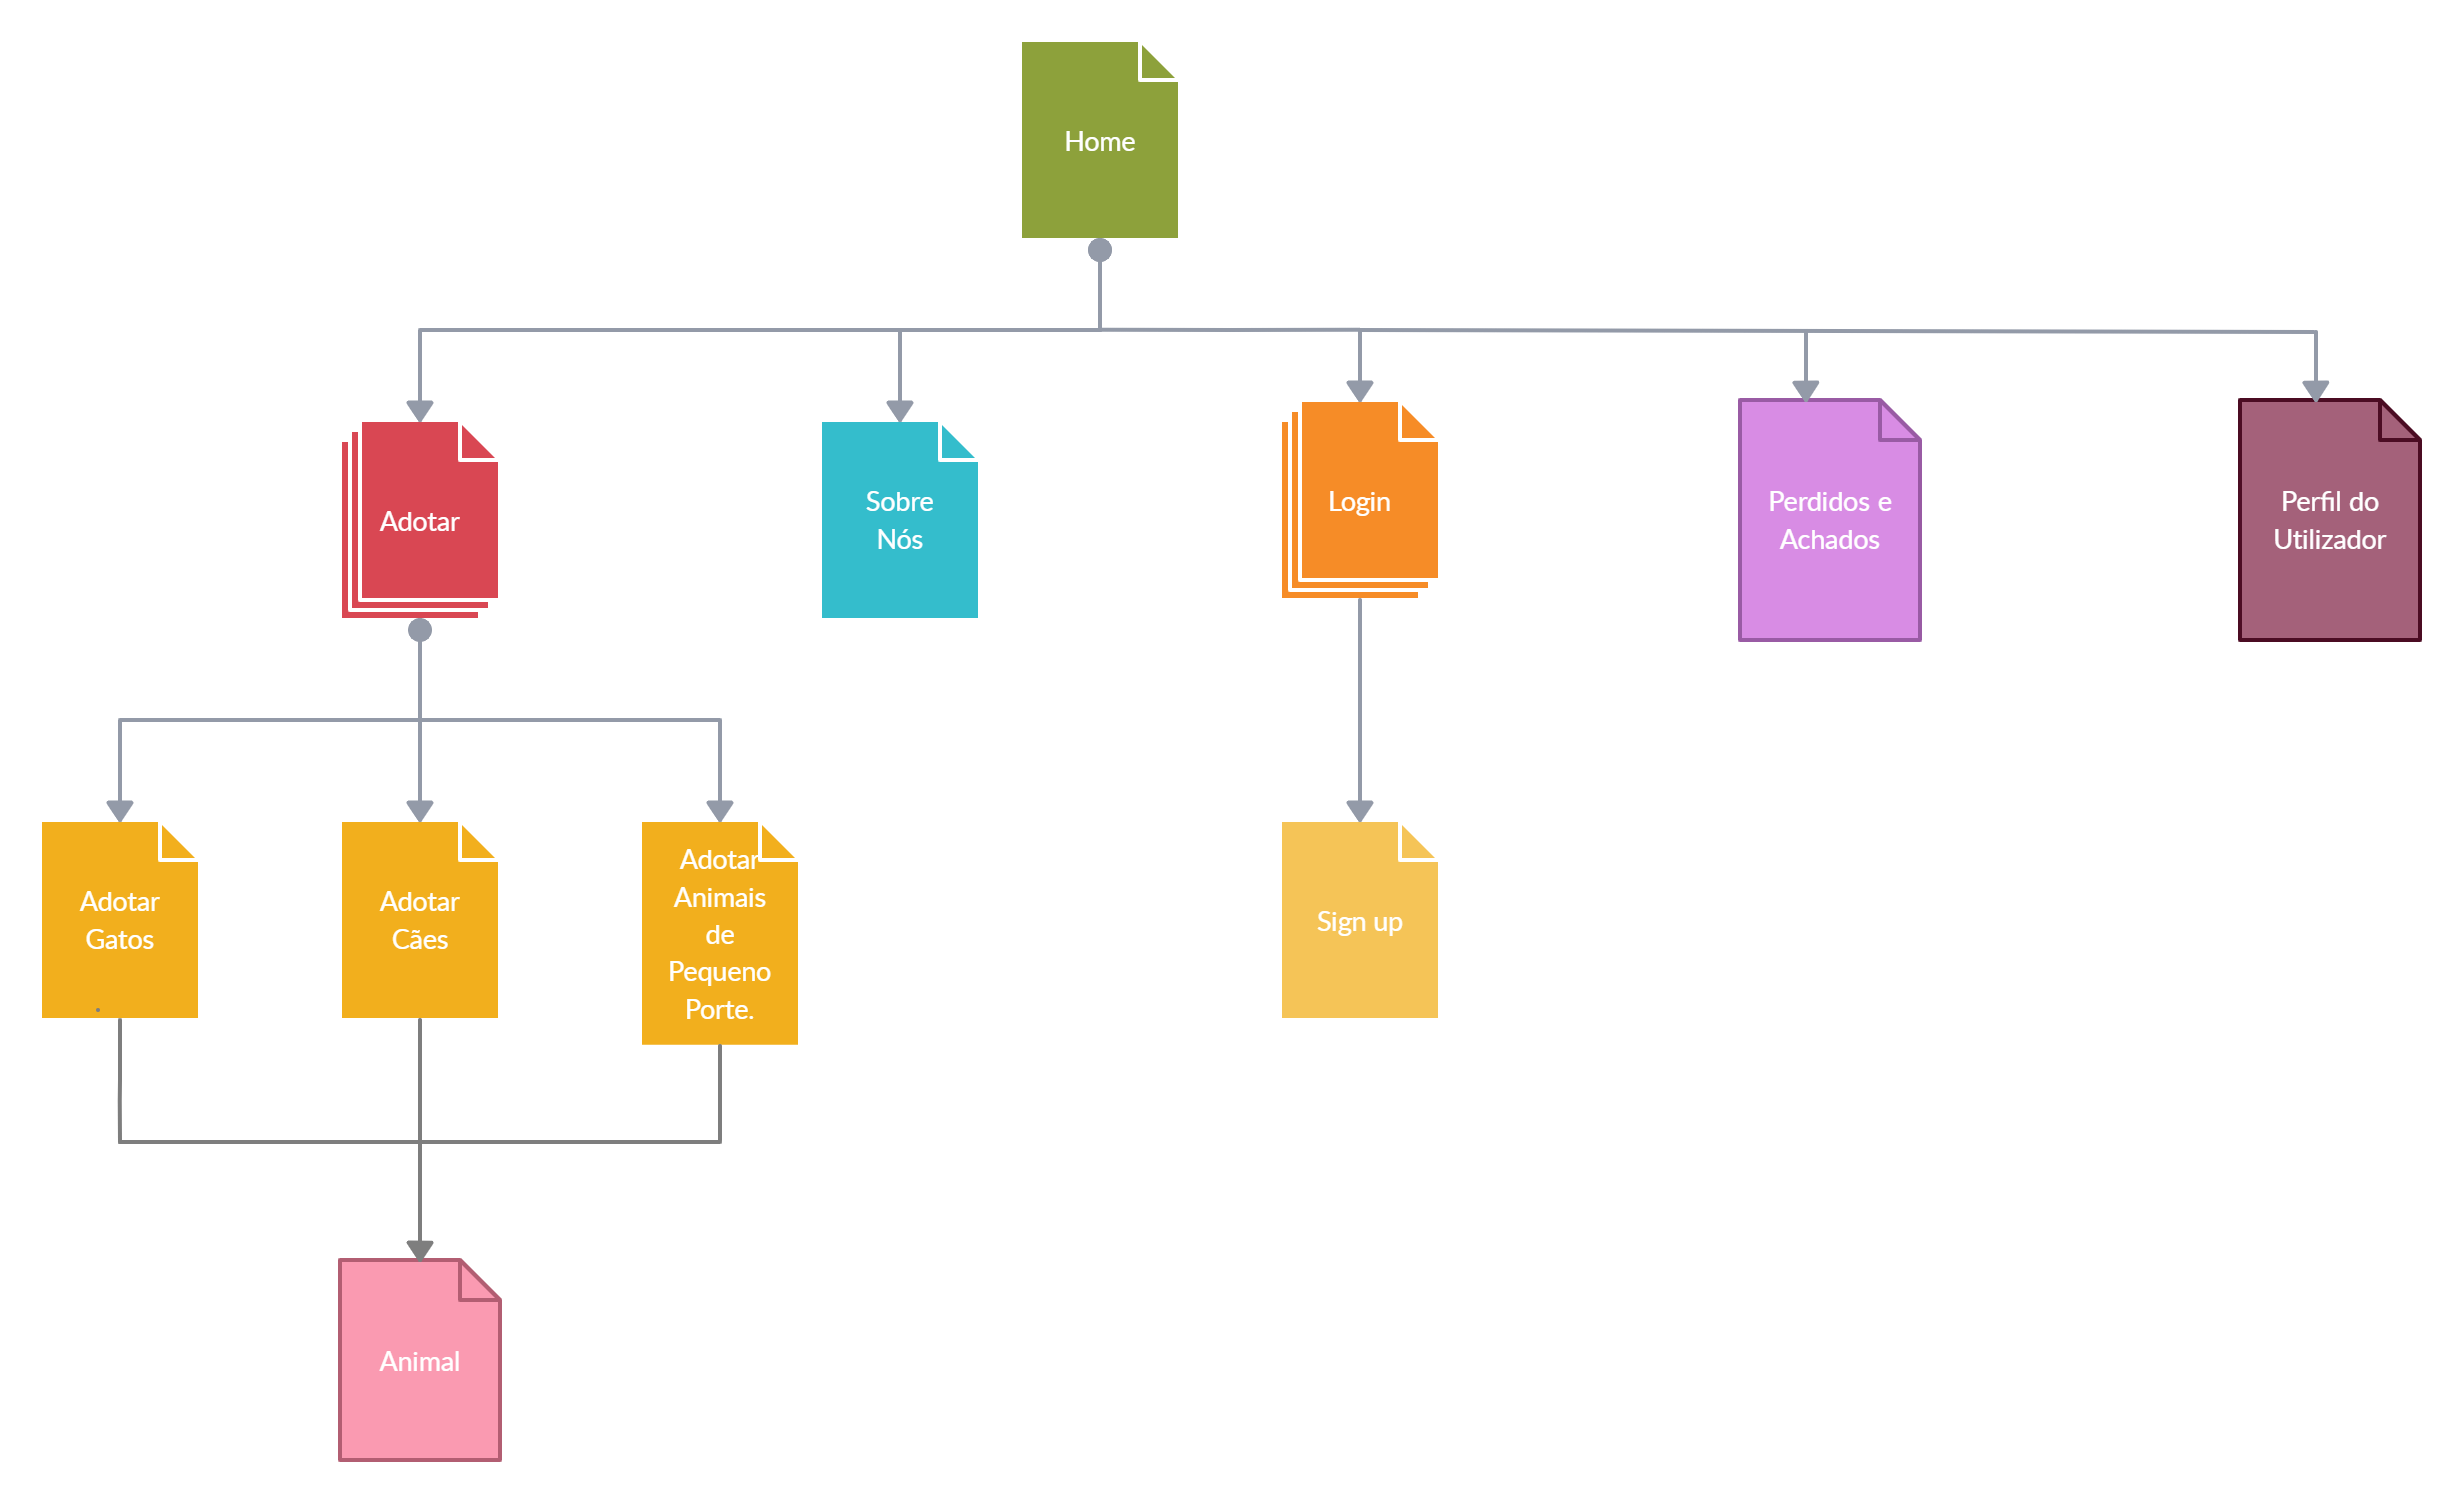 Home
Adotar
Sobre
Nós
Login
Perdidos e
Achados
Perfil do
Utilizador
Adotar
Gatos
Adotar
Cães
Adotar
Animais
de
Pequeno
Porte.
Sign up
Animal